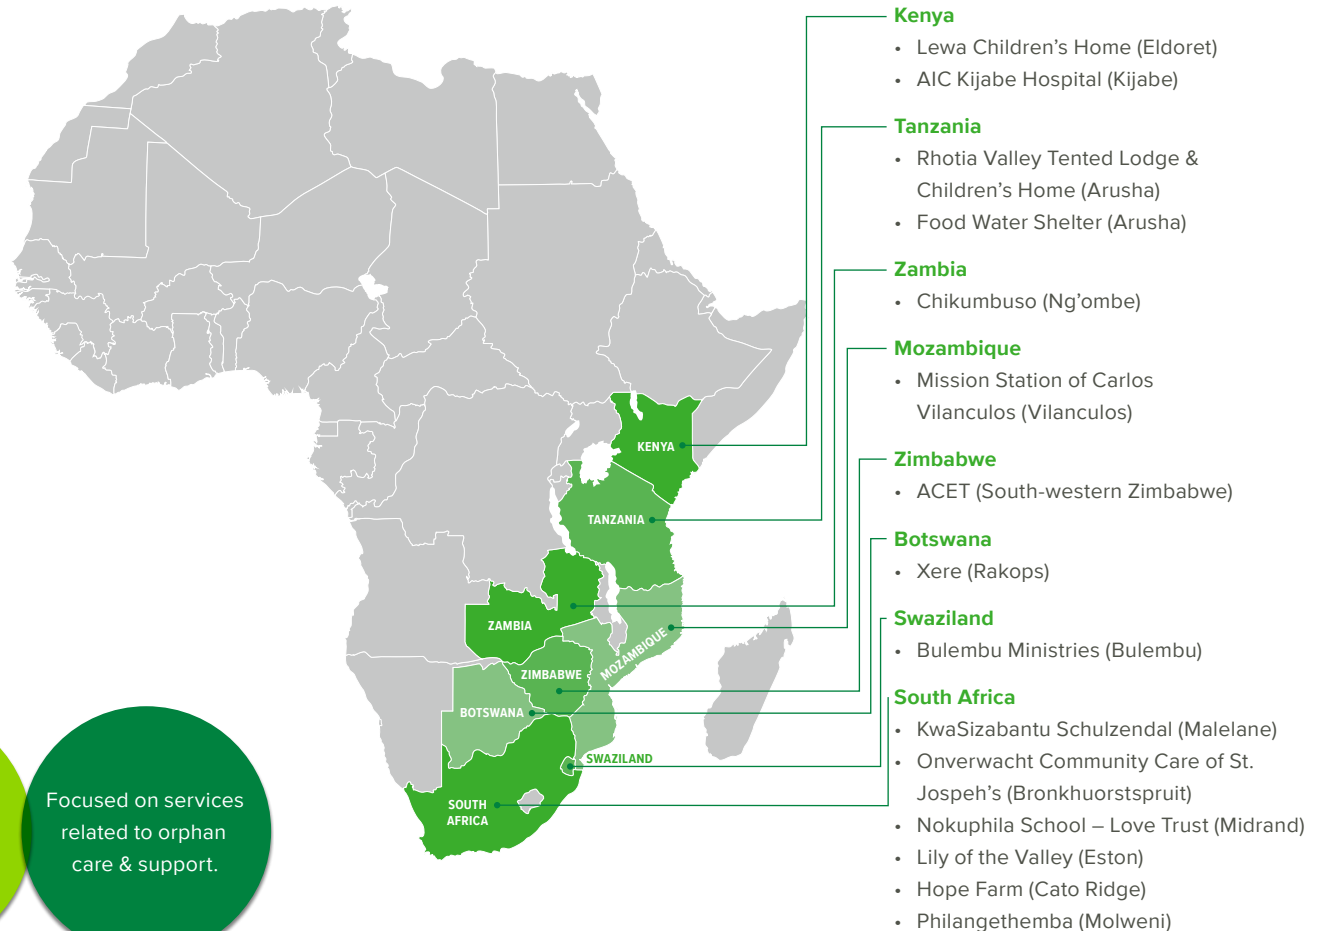 Kenya
• Lewa Children’s Home (Eldoret)
• AIC Kijabe Hospital (Kijabe)
Tanzania
• Rhotia Valley Tented Lodge &
Children’s Home (Arusha)
• Food Water Shelter (Arusha)
Zambia
• Chikumbuso (Ng’ombe)
Mozambique
• Mission Station of Carlos
Vilanculos (Vilanculos)
Zimbabwe
• ACET (South-western Zimbabwe)
Botswana
• Xere (Rakops)
Swaziland
• Bulembu Ministries (Bulembu)
South Africa
• KwaSizabantu Schulzendal (Malelane)
• Onverwacht Community Care of St.
Jospeh’s (Bronkhuorstspruit)
• Nokuphila School – Love Trust (Midrand)
• Lily of the Valley (Eston)
• Hope Farm (Cato Ridge)
• Philangethemba (Molweni)
KENYA
TANZANIA
ZAMBIA
MOZAMBIQUE
ZIMBABWE
BOTSWANA
SWAZILAND
SOUTH
AFRICA
Focused on services
related to orphan
care & support.